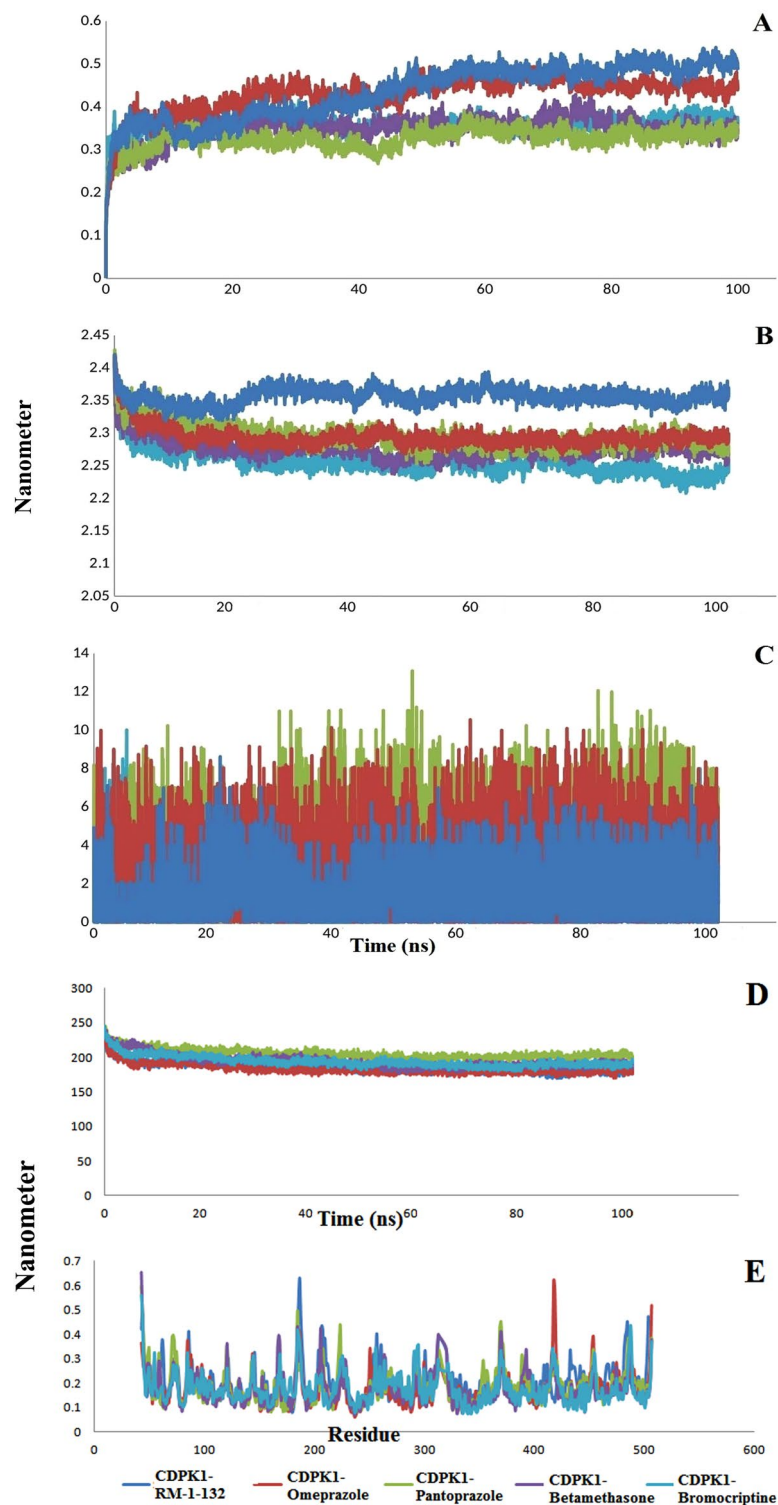 A
0.6
0.5
0.4
0.3
0.2
0.1
0
0 20 40 60 80 100
B
2.45
2.4
2.35
2.3
2.25
2.2
2.15
2.1
2.05
0 20 40 60 80 100
Nanometer
C
14
12
10
8
6
4
2
0
0 20 40 60 80 100
Time (ns)
D
300
250
200
150
100
50
0
0 20 40 60 80 100
Time (ns)
Nanometer
E
0.7
0.6
0.5
0.4
0.3
0.2
0.1
0
0 100 200 300 400 500 600
Residue
CDPK1-
RM-1-132
CDPK1-
Omeprazole
CDPK1-
Pantoprazole
CDPK1-
Betamethasone
CDPK1-
Bromocriptine